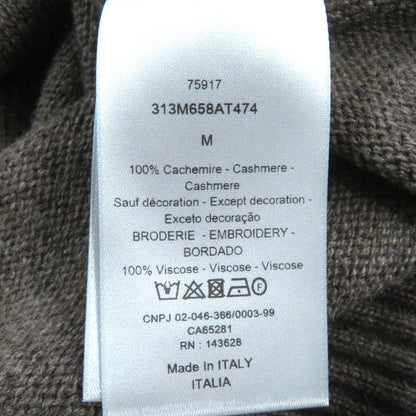 75917
313M658AT474
M
100% Cachemire - Cashmere -
Cashmere
Sauf décoration - Except decoration -
Exceto decoração
BRODERIE - EMBROIDERY -
BORDADO
100% Viscose - Viscose - Viscose
CNPJ 02-046-366/0003-99
CA65281
RN : 143628
Made In ITALY
ITALIA